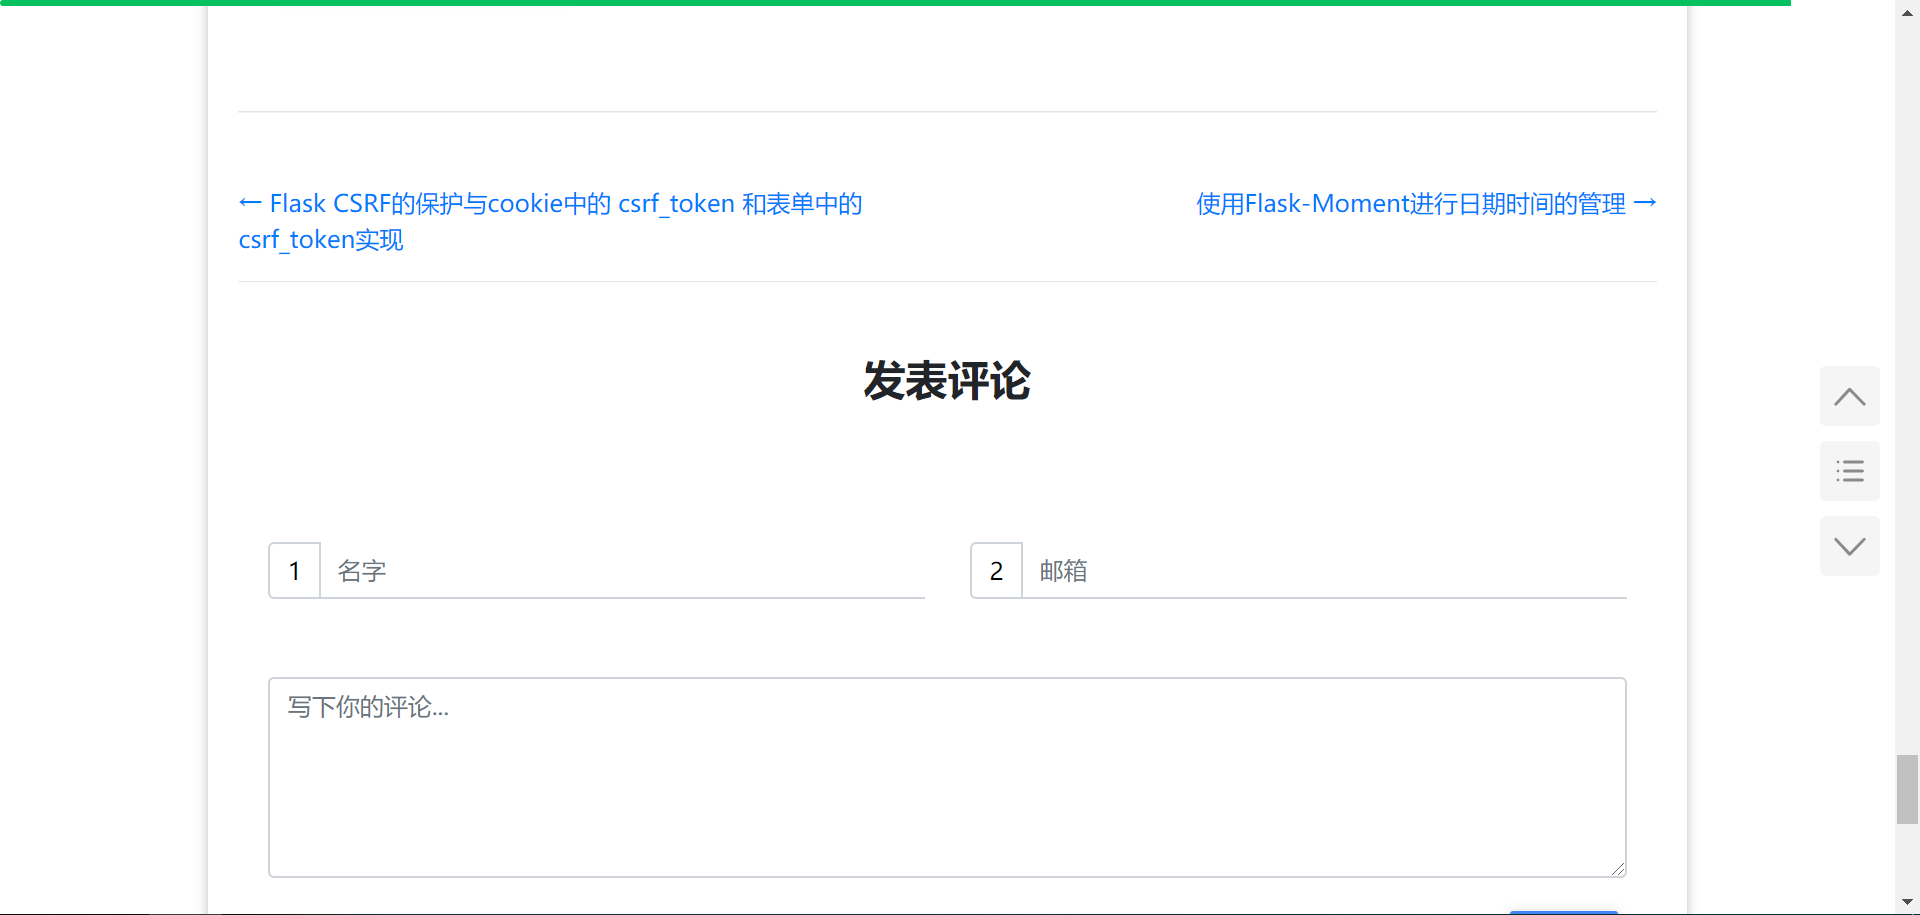 ← Flask CSRF的保护与cookie中的 csrf_token 和表单中的
csrf_token实现
使用Flask-Moment进行日期时间的管理 →
发表评论
1 名字
2 邮箱
写下你的评论...